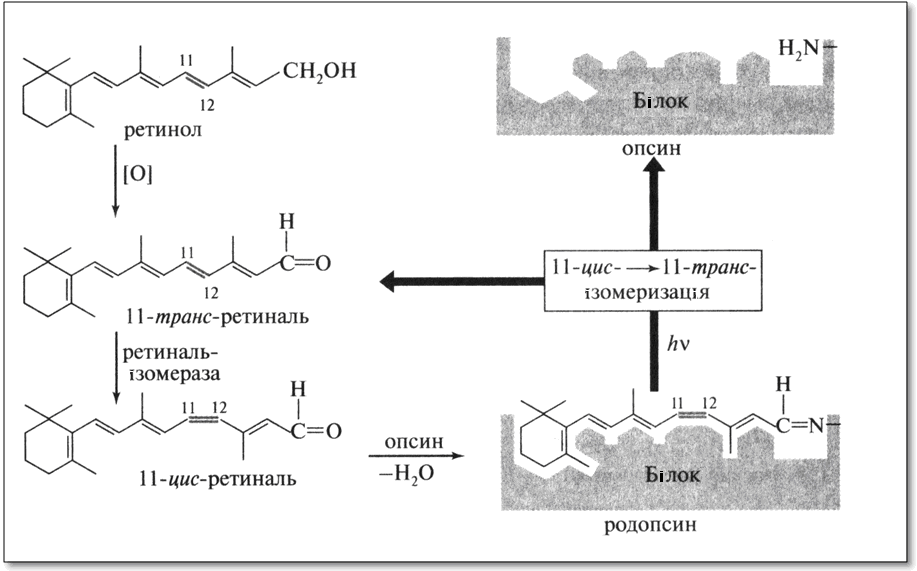 11
12
CH₂OH
ретинол
[O]
H
11
C=O
12
11-транс-ретиналь
ретиналь-
ізомераза
H
11 12
C=O
11-цис-ретиналь
опсин
−H₂O
H₂N
Білок
опсин
11-цис- → 11-транс-
ізомеризація
hν
H
11 12
C=N
Білок
родопсин